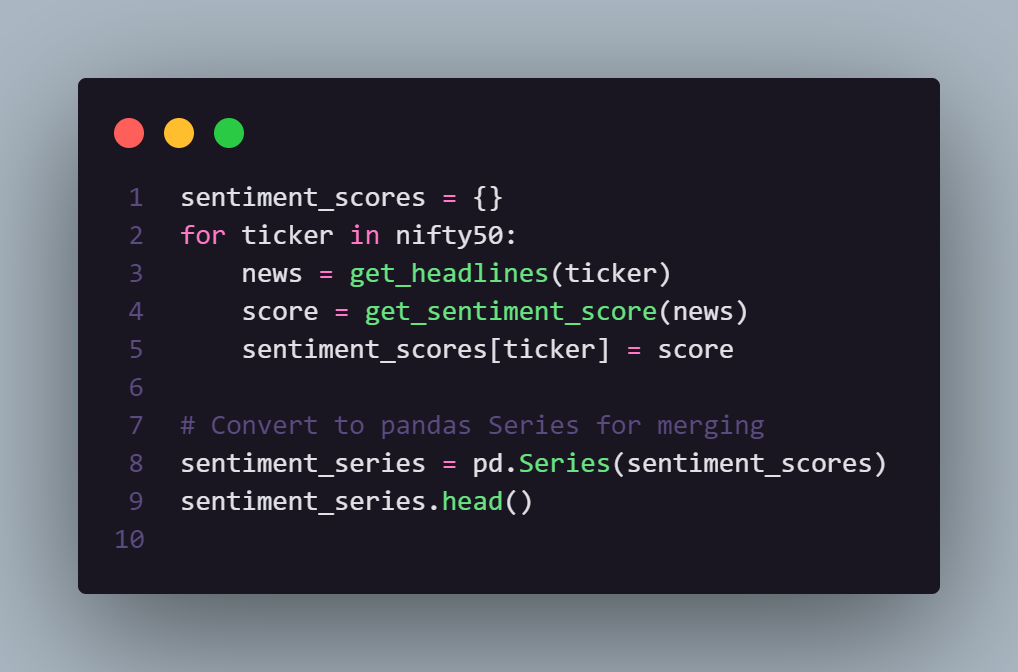 1 sentiment_scores = {}
2 for ticker in nifty50:
3     news = get_headlines(ticker)
4     score = get_sentiment_score(news)
5     sentiment_scores[ticker] = score
6
7 # Convert to pandas Series for merging
8 sentiment_series = pd.Series(sentiment_scores)
9 sentiment_series.head()
10